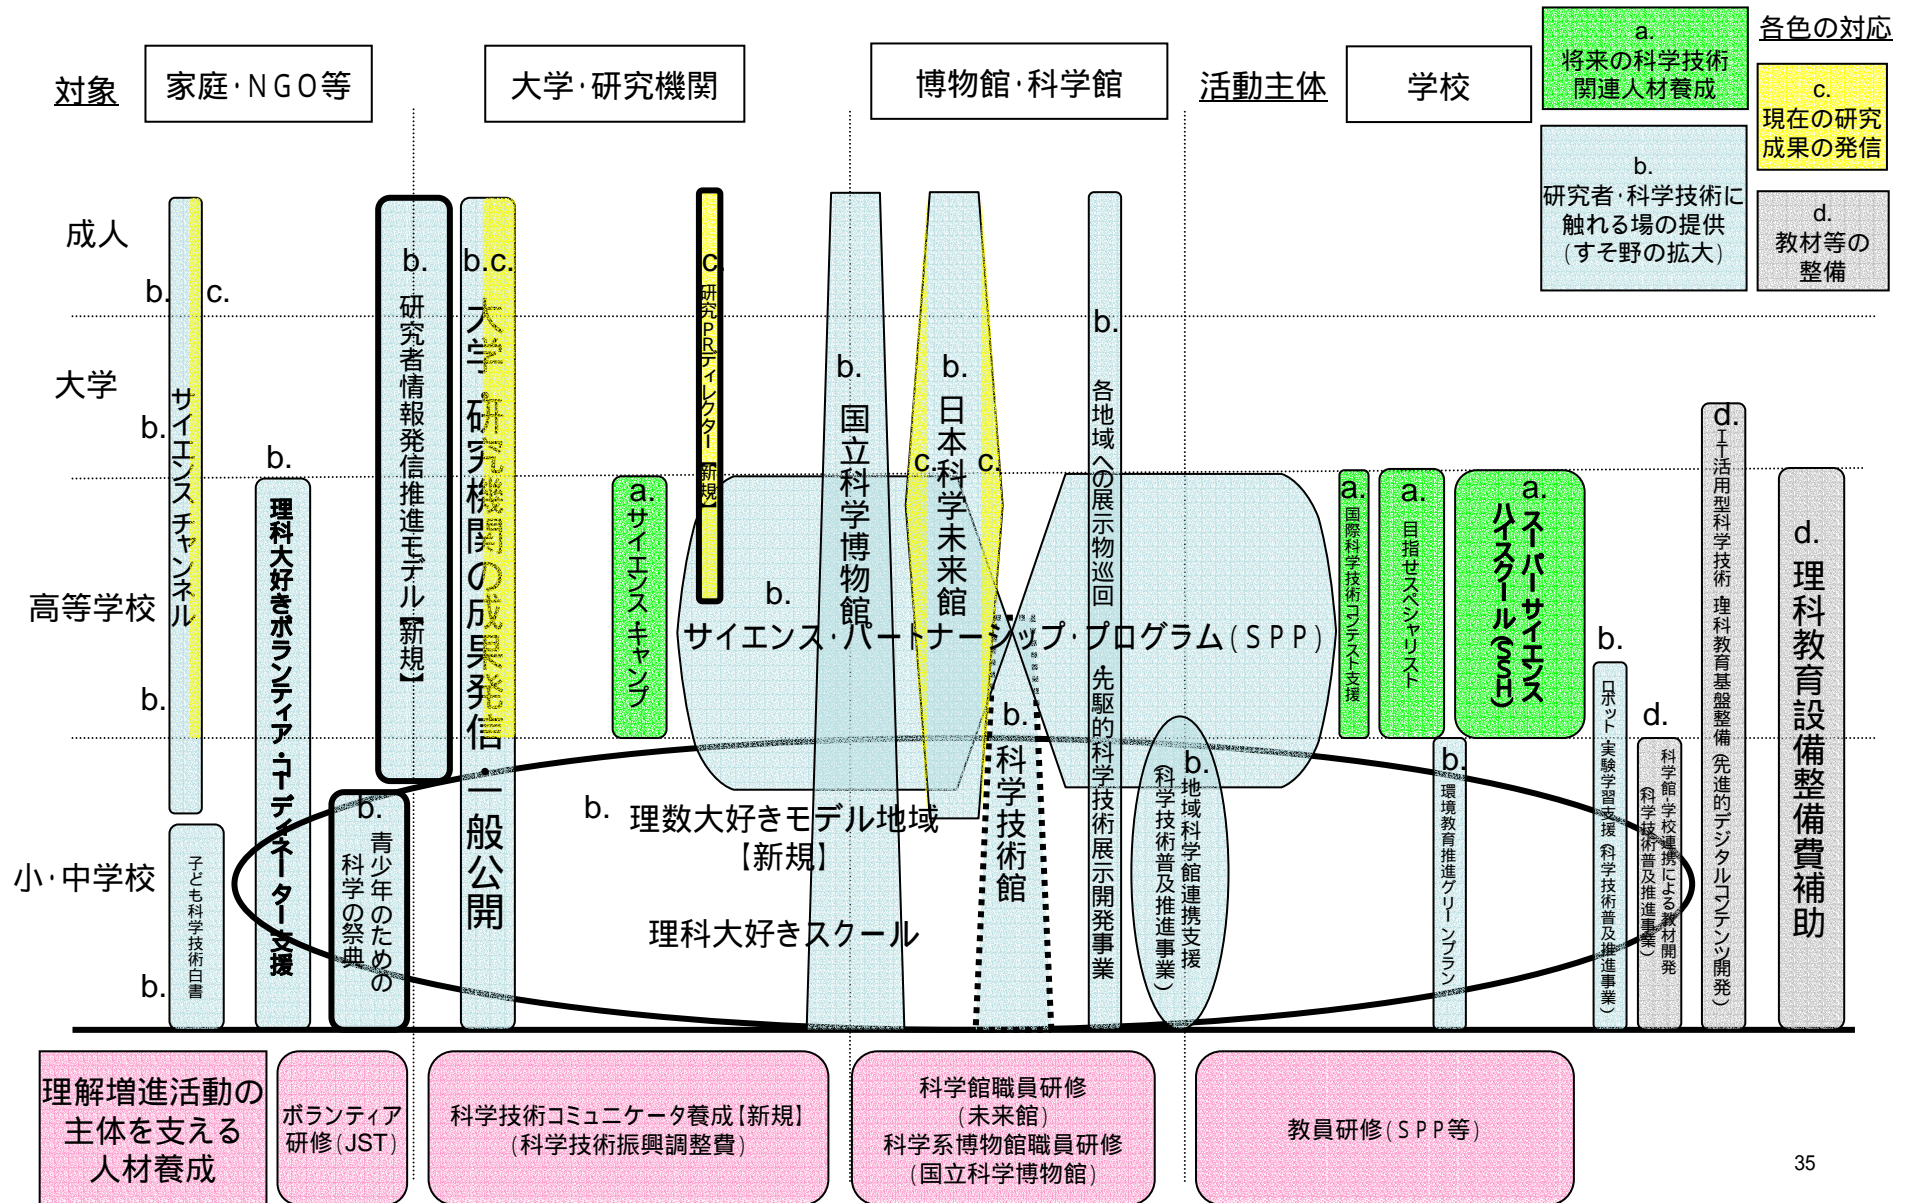 対象
家庭・NGO等
大学・研究機関
博物館・科学館
活動主体
学校
a.
将来の科学技術
関連人材養成
各色の対応
c.
現在の研究
成果の発信
b.
研究者・科学技術に
触れる場の提供
(すそ野の拡大)
d.
教材等の
整備
成人
大学
高等学校
小・中学校
b.
c.
b.
b.
サイエンス チャンネル
b.
子ども科学技術白書
b.
理科大好きボランティア・コーディネーター支援
b.
研究者情報発信推進モデル【新規】
b.
青少年のための
科学の祭典
b.c.
大学・研究機関の成果発信・一般公開
a.
サイエンス・キャンプ
c.
研究PRディレクター【新規】
b.
サイエンス・パートナーシップ・プログラム(SPP)
b.
国立科学博物館
b.
c.
c.
日本科学未来館
b.
科学技術館
b.
各地域への展示物巡回・先駆的科学技術展示開発事業
b.
地域科学館連携支援
(科学技術普及推進事業)
b.
理数大好きモデル地域
【新規】
理科大好きスクール
a.
国際科学技術コンテスト支援
a.
目指せスペシャリスト
a.
スーパーサイエンス
ハイスクール(SSH)
b.
環境教育推進グリーンプラン
b.
ロボット・実験学習支援(科学技術普及推進事業)
d.
科学館・学校連携による教材開発
(科学技術普及推進事業)
d.
IT活用型科学技術・理科教育基盤整備(先進的デジタルコンテンツ開発)
d.
理科教育設備整備費補助
理解増進活動の
主体を支える
人材養成
ボランティア
研修(JST)
科学技術コミュニケータ養成【新規】
(科学技術振興調整費)
科学館職員研修
(未来館)
科学系博物館職員研修
(国立科学博物館)
教員研修(SPP等)
35